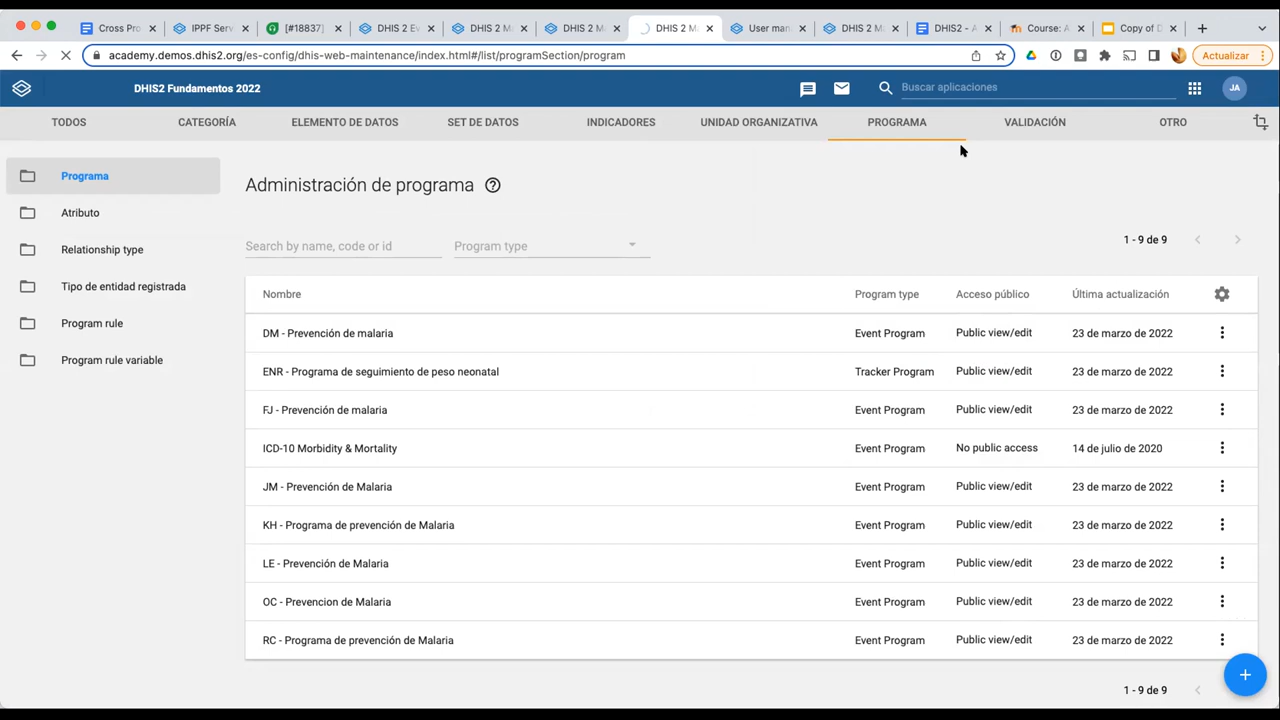 Cross Pro
IPPF Serv
[#18837]
DHIS 2 Ev
DHIS 2 Ma
DHIS 2 Ma
DHIS 2 Ma
User man
DHIS 2 Ma
DHIS2 - A
Course: A
Copy of D
academy.demos.dhis2.org/es-config/dhis-web-maintenance/index.html#/list/programSection/program
Actualizar
DHIS2 Fundamentos 2022
Buscar aplicaciones
JA
TODOS
CATEGORÍA
ELEMENTO DE DATOS
SET DE DATOS
INDICADORES
UNIDAD ORGANIZATIVA
PROGRAMA
VALIDACIÓN
OTRO
Programa
Atributo
Relationship type
Tipo de entidad registrada
Program rule
Program rule variable
Administración de programa
Search by name, code or id
Program type
1 - 9 de 9
Nombre Program type Acceso público Última actualización
DM - Prevención de malaria Event Program Public view/edit 23 de marzo de 2022
ENR - Programa de seguimiento de peso neonatal Tracker Program Public view/edit 23 de marzo de 2022
FJ - Prevención de malaria Event Program Public view/edit 23 de marzo de 2022
ICD-10 Morbidity & Mortality Event Program No public access 14 de julio de 2020
JM - Prevención de Malaria Event Program Public view/edit 23 de marzo de 2022
KH - Programa de prevención de Malaria Event Program Public view/edit 23 de marzo de 2022
LE - Prevención de Malaria Event Program Public view/edit 23 de marzo de 2022
OC - Prevencion de Malaria Event Program Public view/edit 23 de marzo de 2022
RC - Programa de prevención de Malaria Event Program Public view/edit 23 de marzo de 2022
1 - 9 de 9